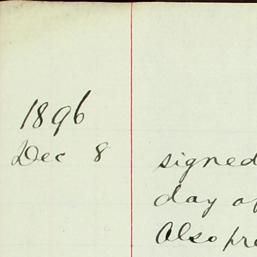 1896
Dec 8 signed
day of
Also pre